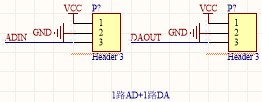 VCC P? VCC P?
1 1
GND 2 GND 2
ADIN 3 DAOUT 3
Header 3 Header 3
1路AD+1路DA